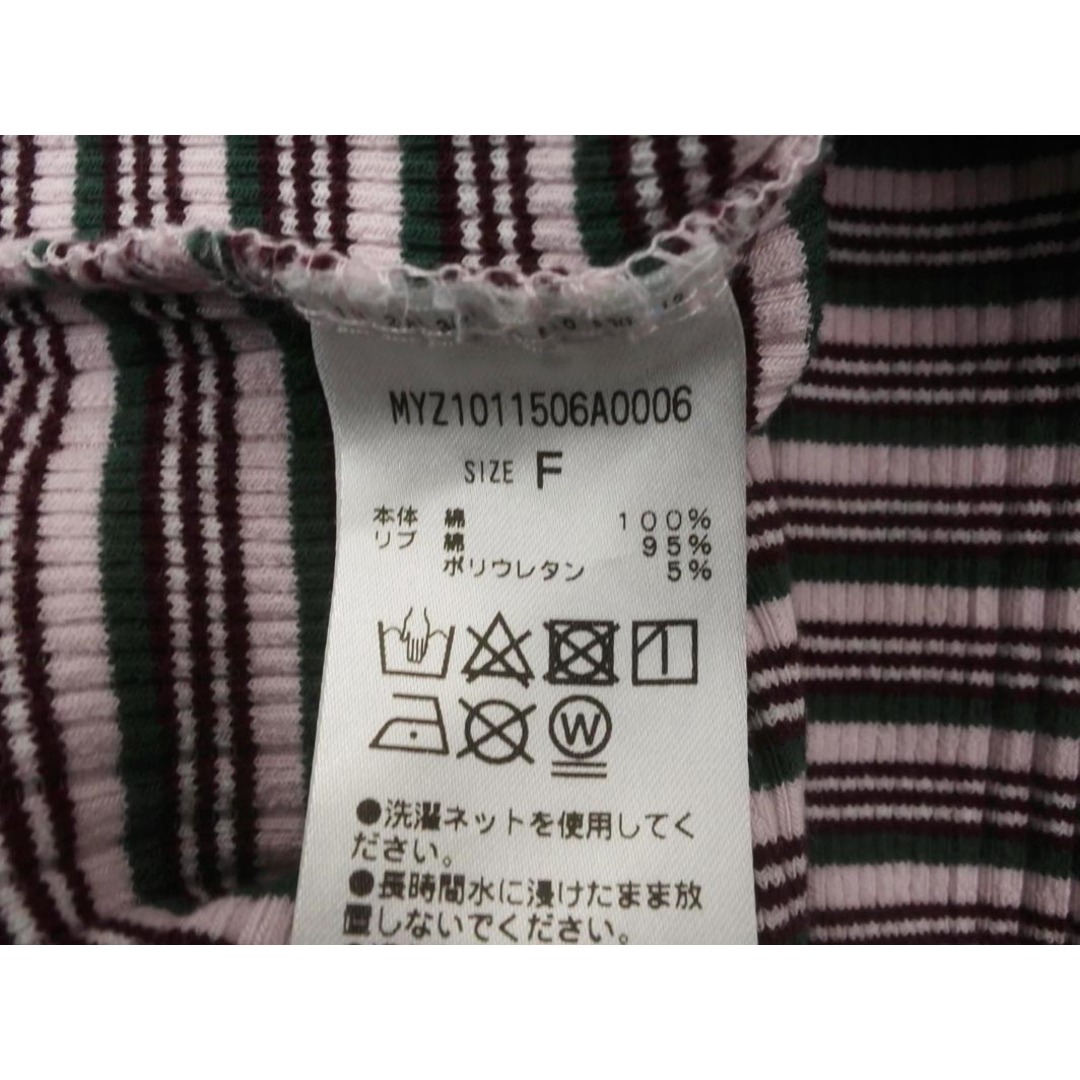 MYZ1011506A0006
SIZE F
本体 綿 100%
リブ 綿 95%
ポリウレタン 5%
W
●洗濯ネットを使用してく
ださい。
●長時間水に浸けたまま放
置しないでください。